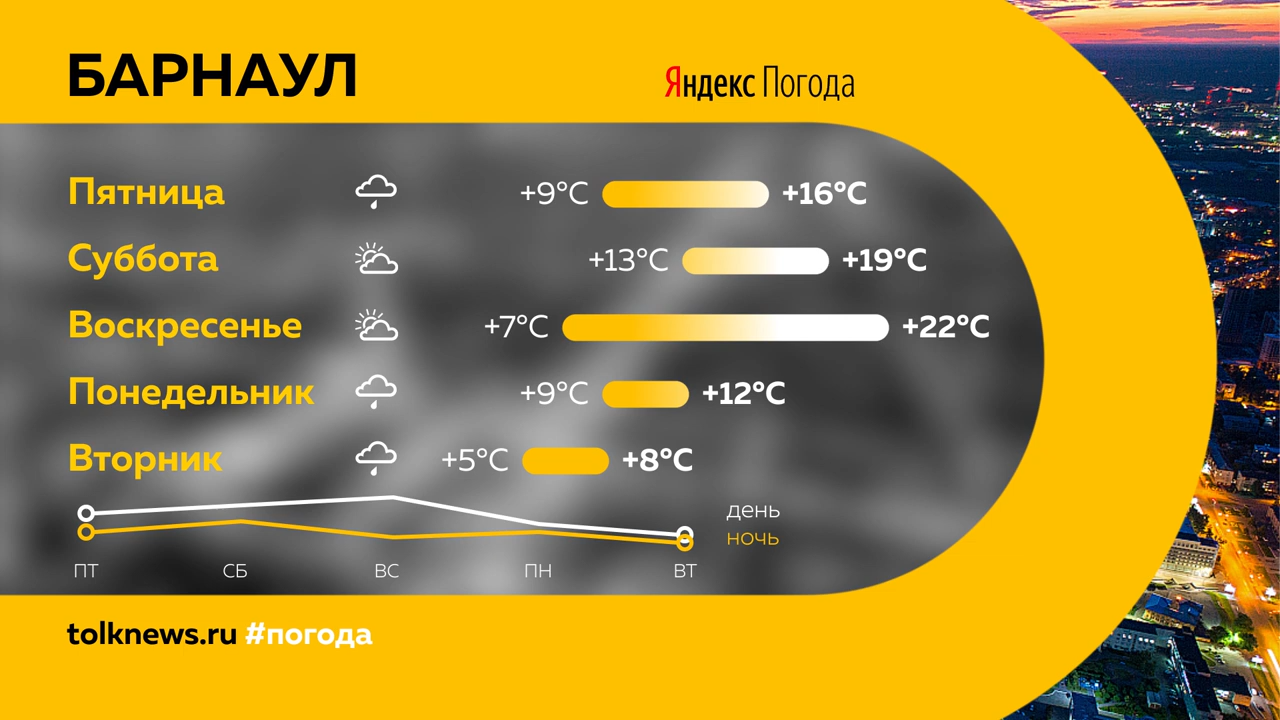 БАРНАУЛ
Яндекс Погода
Пятница +9°C +16°C
Суббота +13°C +19°C
Воскресенье +7°C +22°C
Понедельник +9°C +12°C
Вторник +5°C +8°C
день
ночь
ПТ СБ ВС ПН ВТ
tolknews.ru #погода